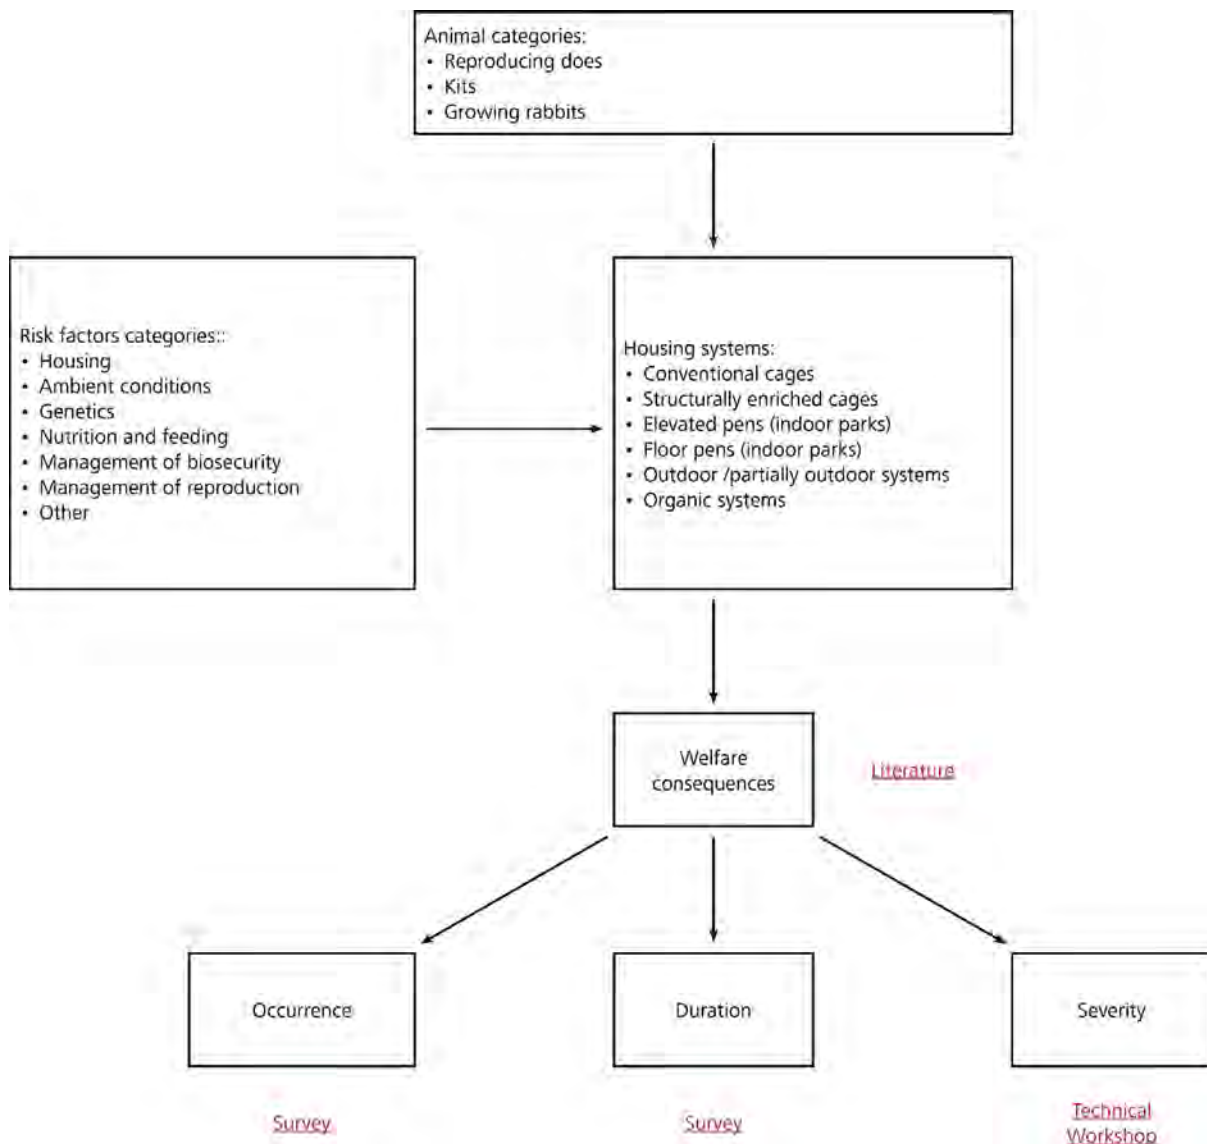 Animal categories:
• Reproducing does
• Kits
• Growing rabbits
Risk factors categories::
• Housing
• Ambient conditions
• Genetics
• Nutrition and feeding
• Management of biosecurity
• Management of reproduction
• Other
Housing systems:
• Conventional cages
• Structurally enriched cages
• Elevated pens (indoor parks)
• Floor pens (indoor parks)
• Outdoor /partially outdoor systems
• Organic systems
Welfare
consequences
Literature
Occurrence
Duration
Severity
Survey
Survey
Technical
Workshop